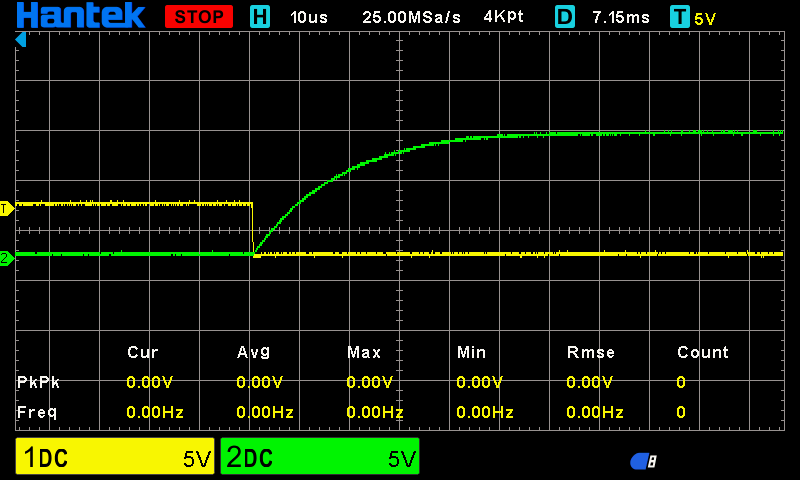 Hantek STOP H 10us 25.00MSa/s 4Kpt D 7.15ms T 5V
T
2
Cur Avg Max Min Rmse Count
PkPk 0.00V 0.00V 0.00V 0.00V 0.00V 0
Freq 0.00Hz 0.00Hz 0.00Hz 0.00Hz 0.00Hz 0
1DC 5V 2DC 5V